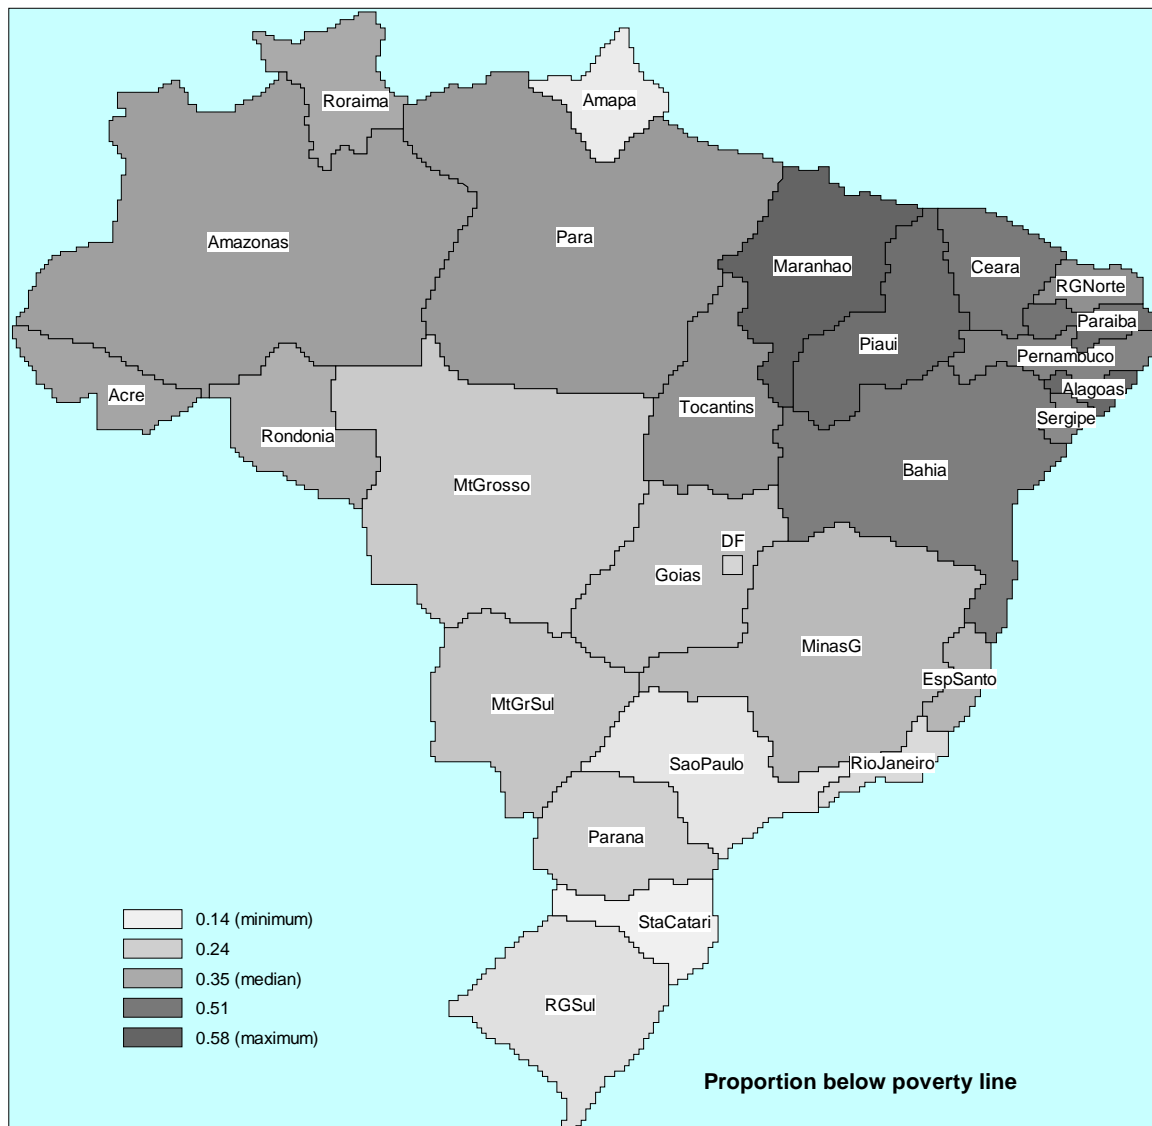 Roraima
Amapa
Amazonas
Para
Maranhao
Ceara
RGNorte
Paraiba
Piaui
Pernambuco
Acre
Alagoas
Tocantins
Sergipe
Rondonia
Bahia
MtGrosso
DF
Goias
MinasG
EspSanto
MtGrSul
SaoPaulo
RioJaneiro
Parana
StaCatari
RGSul
0.14 (minimum)
0.24
0.35 (median)
0.51
0.58 (maximum)
Proportion below poverty line